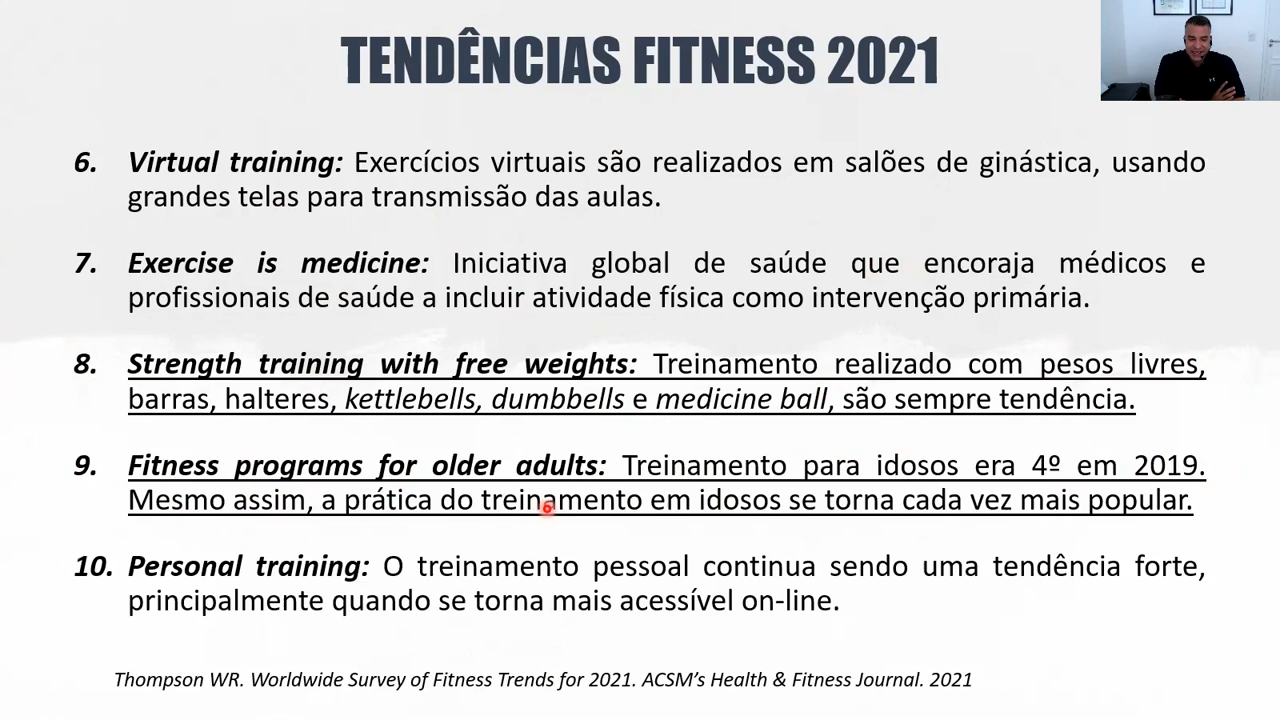 TENDÊNCIAS FITNESS 2021
6. Virtual training: Exercícios virtuais são realizados em salões de ginástica, usando
grandes telas para transmissão das aulas.
7. Exercise is medicine: Iniciativa global de saúde que encoraja médicos e
profissionais de saúde a incluir atividade física como intervenção primária.
8. Strength training with free weights: Treinamento realizado com pesos livres,
barras, halteres, kettlebells, dumbbells e medicine ball, são sempre tendência.
9. Fitness programs for older adults: Treinamento para idosos era 4º em 2019.
Mesmo assim, a prática do treinamento em idosos se torna cada vez mais popular.
10. Personal training: O treinamento pessoal continua sendo uma tendência forte,
principalmente quando se torna mais acessível on-line.
Thompson WR. Worldwide Survey of Fitness Trends for 2021. ACSM’s Health & Fitness Journal. 2021